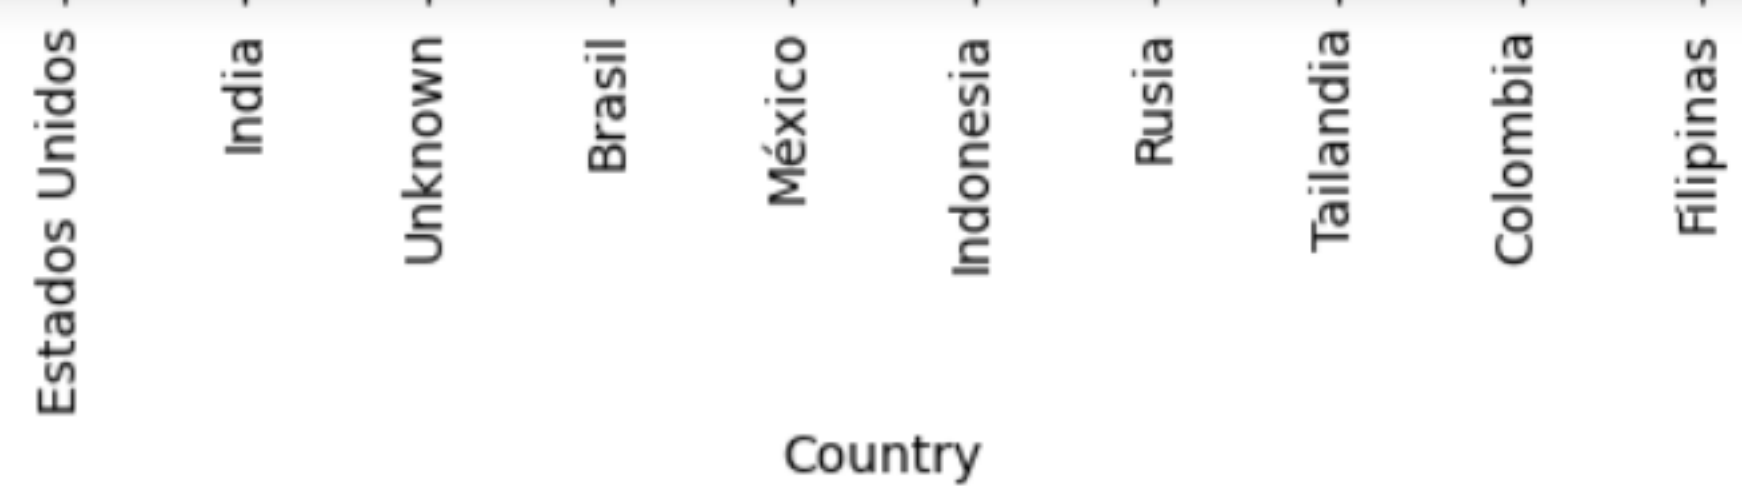 Estados Unidos
India
Unknown
Brasil
México
Indonesia
Rusia
Tailandia
Colombia
Filipinas
Country